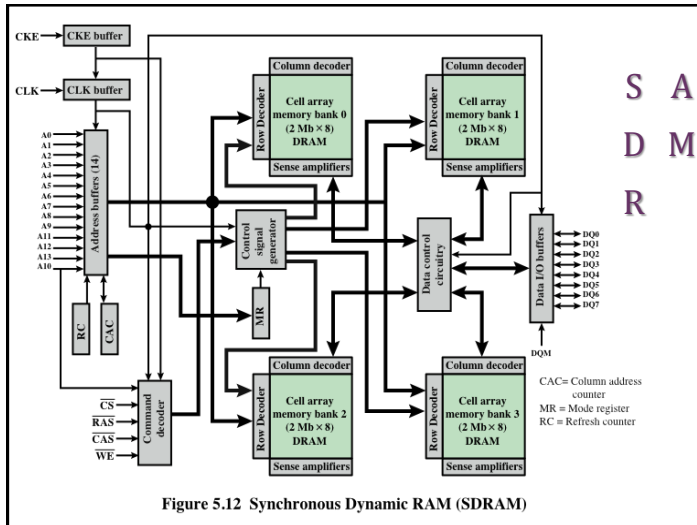 CKE
CKE buffer
CLK
CLK buffer
A0
A1
A2
A3
A4
A5
A6
A7
A8
A9
A11
A12
A13
A10
Address buffers (14)
RC
CAC
CS
RAS
CAS
WE
Command
decoder
Control
signal
generator
MR
Column decoder
Row Decoder
Cell array
memory bank 0
(2 Mb × 8)
DRAM
Sense amplifiers
Column decoder
Row Decoder
Cell array
memory bank 1
(2 Mb × 8)
DRAM
Sense amplifiers
Data control
circuitry
Column decoder
Row Decoder
Cell array
memory bank 2
(2 Mb × 8)
DRAM
Sense amplifiers
Column decoder
Row Decoder
Cell array
memory bank 3
(2 Mb × 8)
DRAM
Sense amplifiers
Data I/O buffers
DQ0
DQ1
DQ2
DQ3
DQ4
DQ5
DQ6
DQ7
DQM
S A
D M
R
CAC= Column address
counter
MR = Mode register
RC = Refresh counter
Figure 5.12 Synchronous Dynamic RAM (SDRAM)